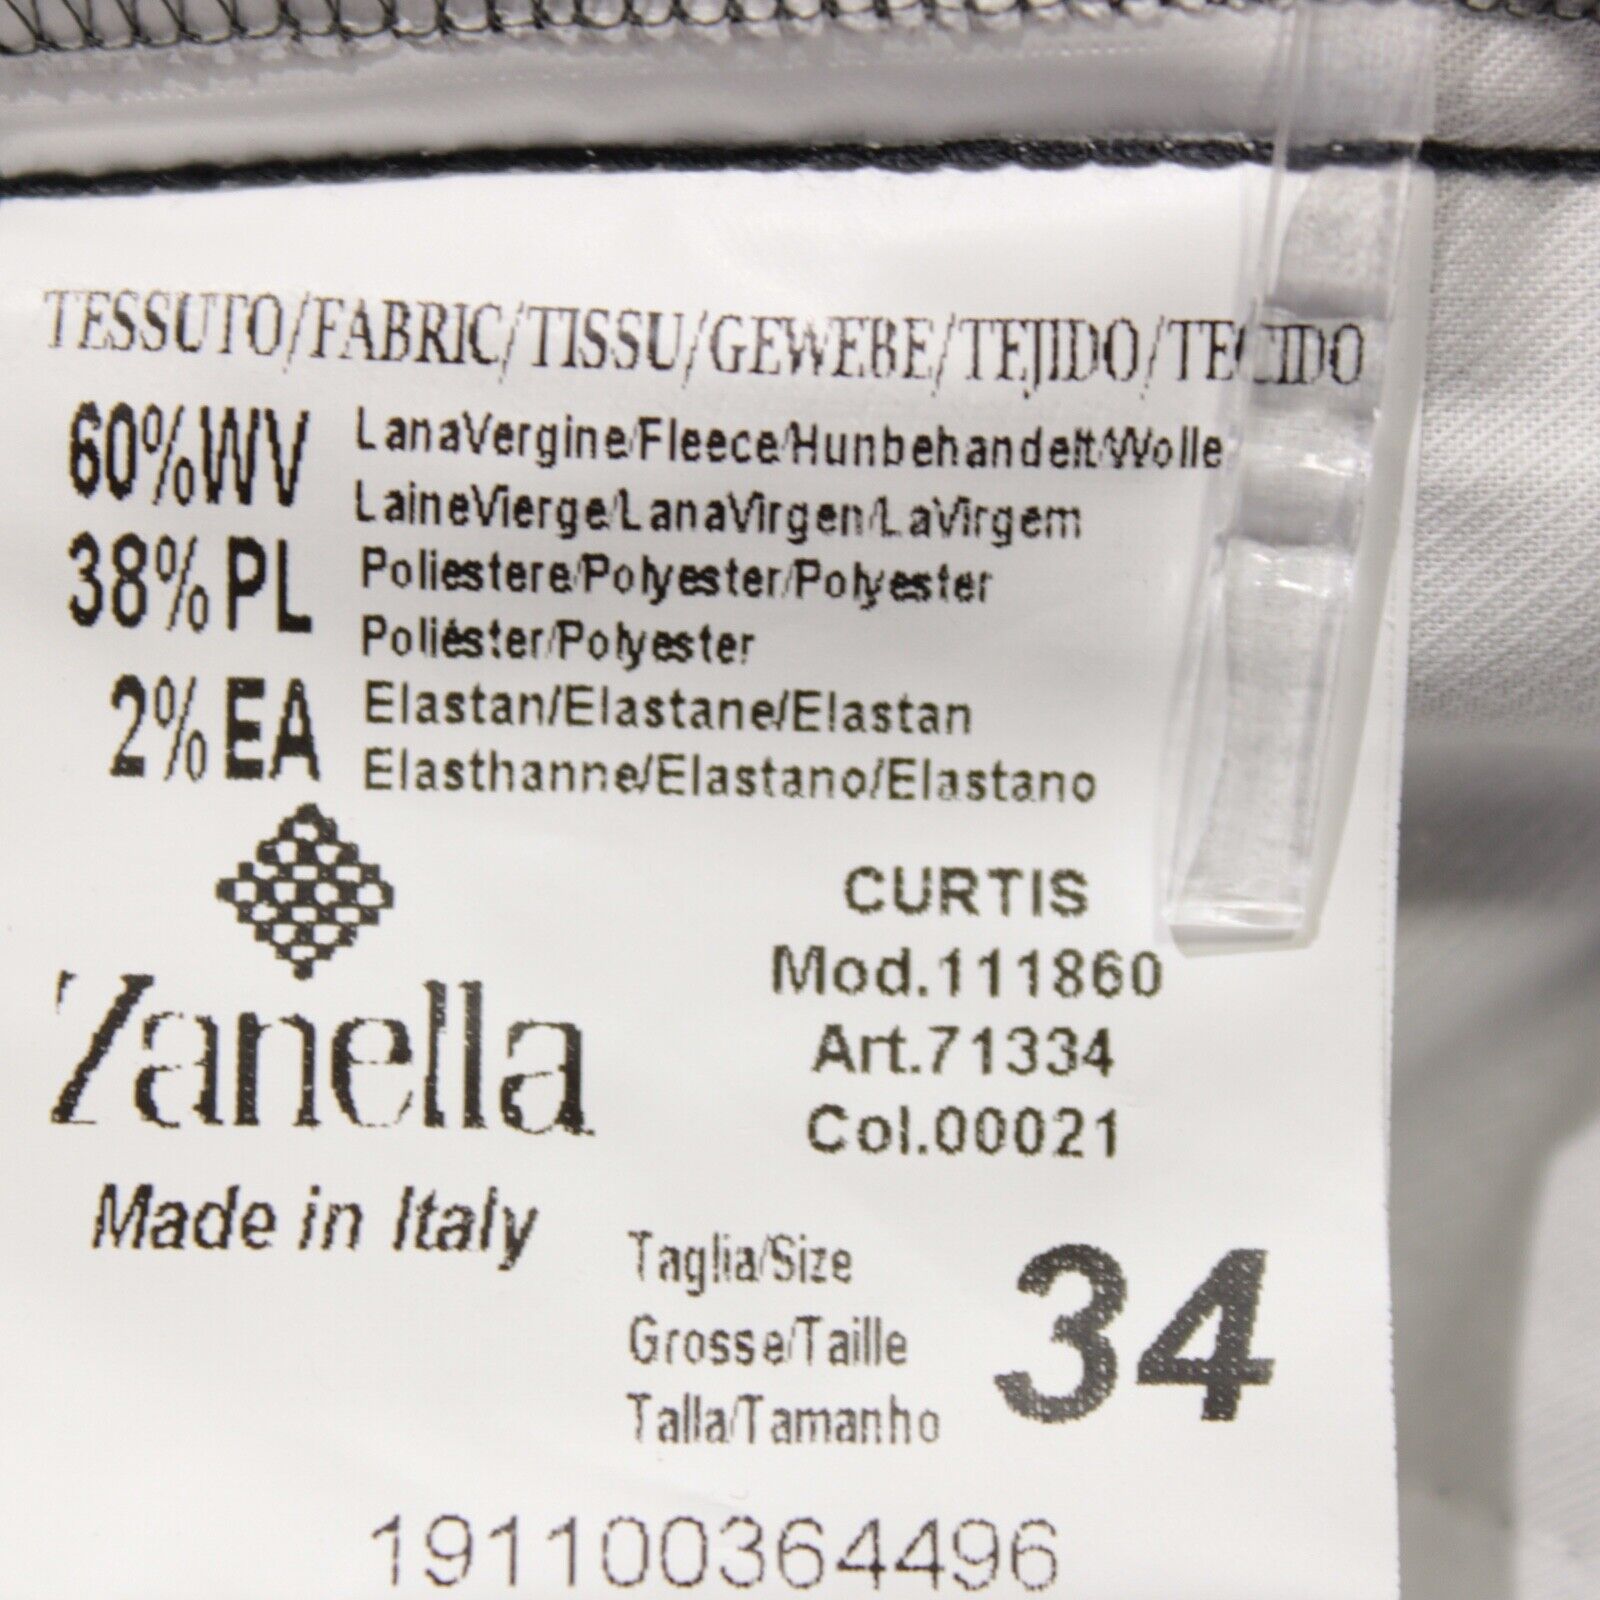 TESSUTO/FABRIC/TISSU/GEWEBE/TEJIDO/TECIDO
60%WV LanaVergine/Fleece/Hunbehandelt/Wolle
LaineVierge/LanaVirgen/LaVirgem
38%PL Poliestere/Polyester/Polyester
Poliéster/Polyester
2%EA Elastan/Elastane/Elastan
Elasthanne/Elastano/Elastano
Zanella
Made in Italy
CURTIS
Mod.111860
Art.71334
Col.00021
Taglia/Size
Grosse/Taille
Talla/Tamanho
34
191100364496